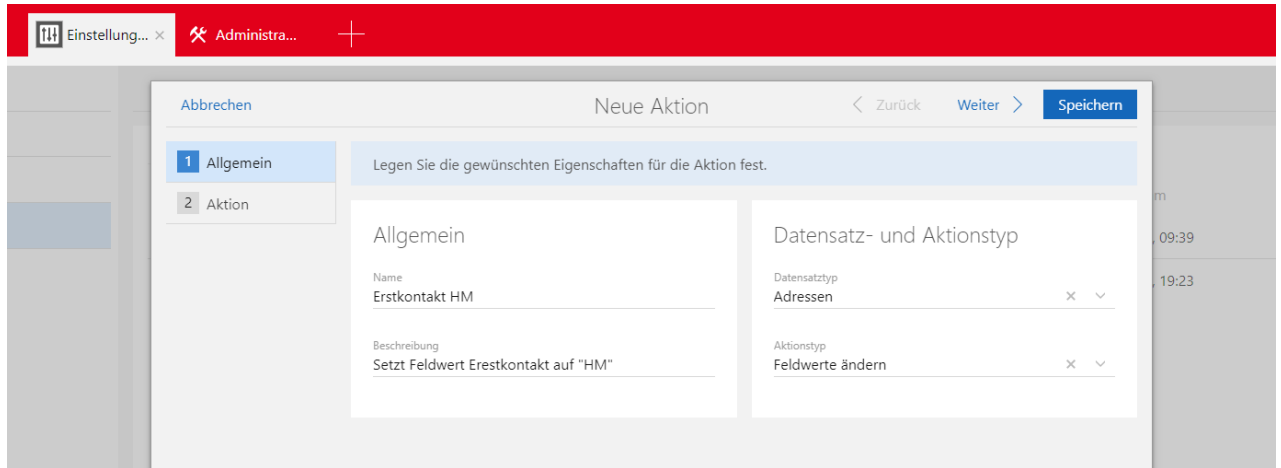 Einstellung... ×
Administra...
Abbrechen
Neue Aktion
Zurück
Weiter
Speichern
1 Allgemein
2 Aktion
Legen Sie die gewünschten Eigenschaften für die Aktion fest.
Allgemein
Name
Erstkontakt HM
Beschreibung
Setzt Feldwert Erestkontakt auf "HM"
Datensatz- und Aktionstyp
Datensatztyp
Adressen
Aktionstyp
Feldwerte ändern
m
, 09:39
, 19:23